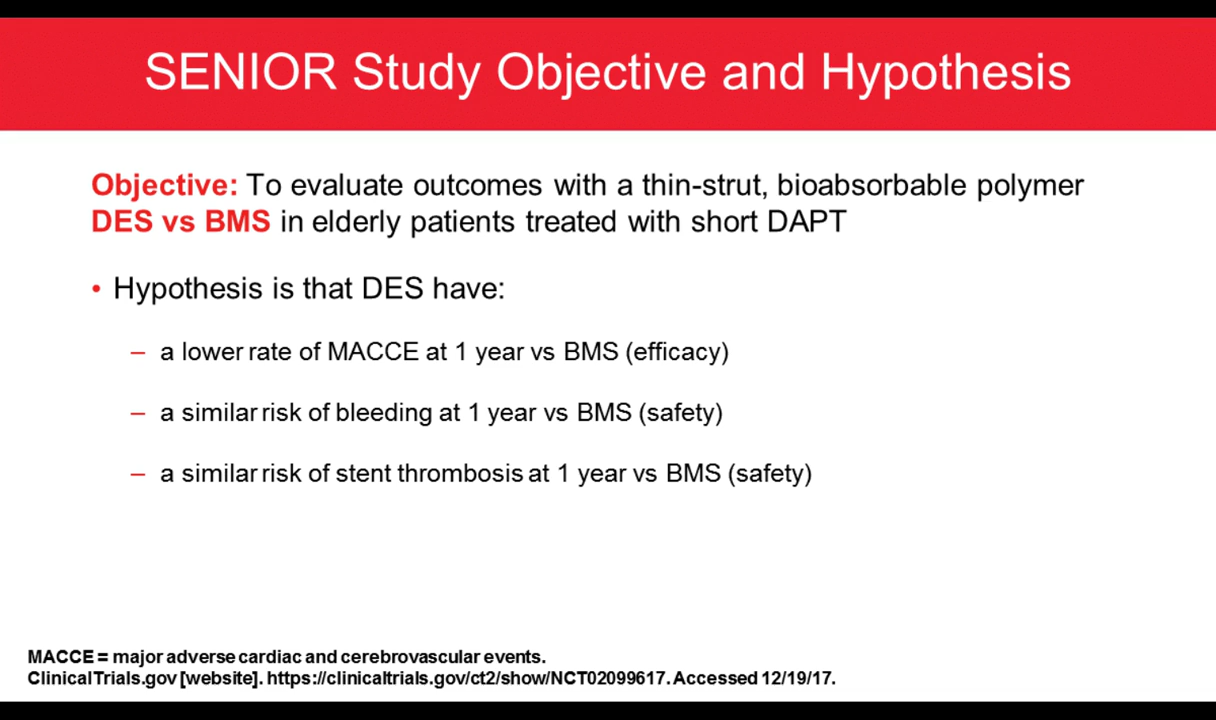 SENIOR Study Objective and Hypothesis
Objective: To evaluate outcomes with a thin-strut, bioabsorbable polymer
DES vs BMS in elderly patients treated with short DAPT
• Hypothesis is that DES have:
– a lower rate of MACCE at 1 year vs BMS (efficacy)
– a similar risk of bleeding at 1 year vs BMS (safety)
– a similar risk of stent thrombosis at 1 year vs BMS (safety)
MACCE = major adverse cardiac and cerebrovascular events.
ClinicalTrials.gov [website]. https://clinicaltrials.gov/ct2/show/NCT02099617. Accessed 12/19/17.